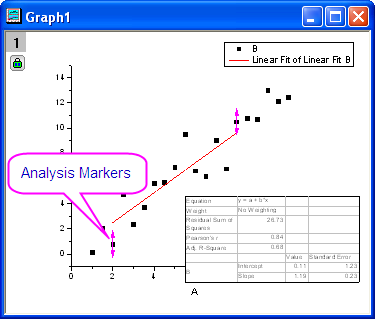 Graph1
1
B
Linear Fit of Linear Fit B
14
12
10
8
6
4
2
0
Analysis Markers
0
2
4
6
8
A
Equation y = a + b*x
Weight No Weighting
Residual Sum of Squares 26.73
Pearson's r 0.84
Adj. R-Square 0.68
Value Standard Error
B Intercept 0.11 1.23
Slope 1.19 0.23